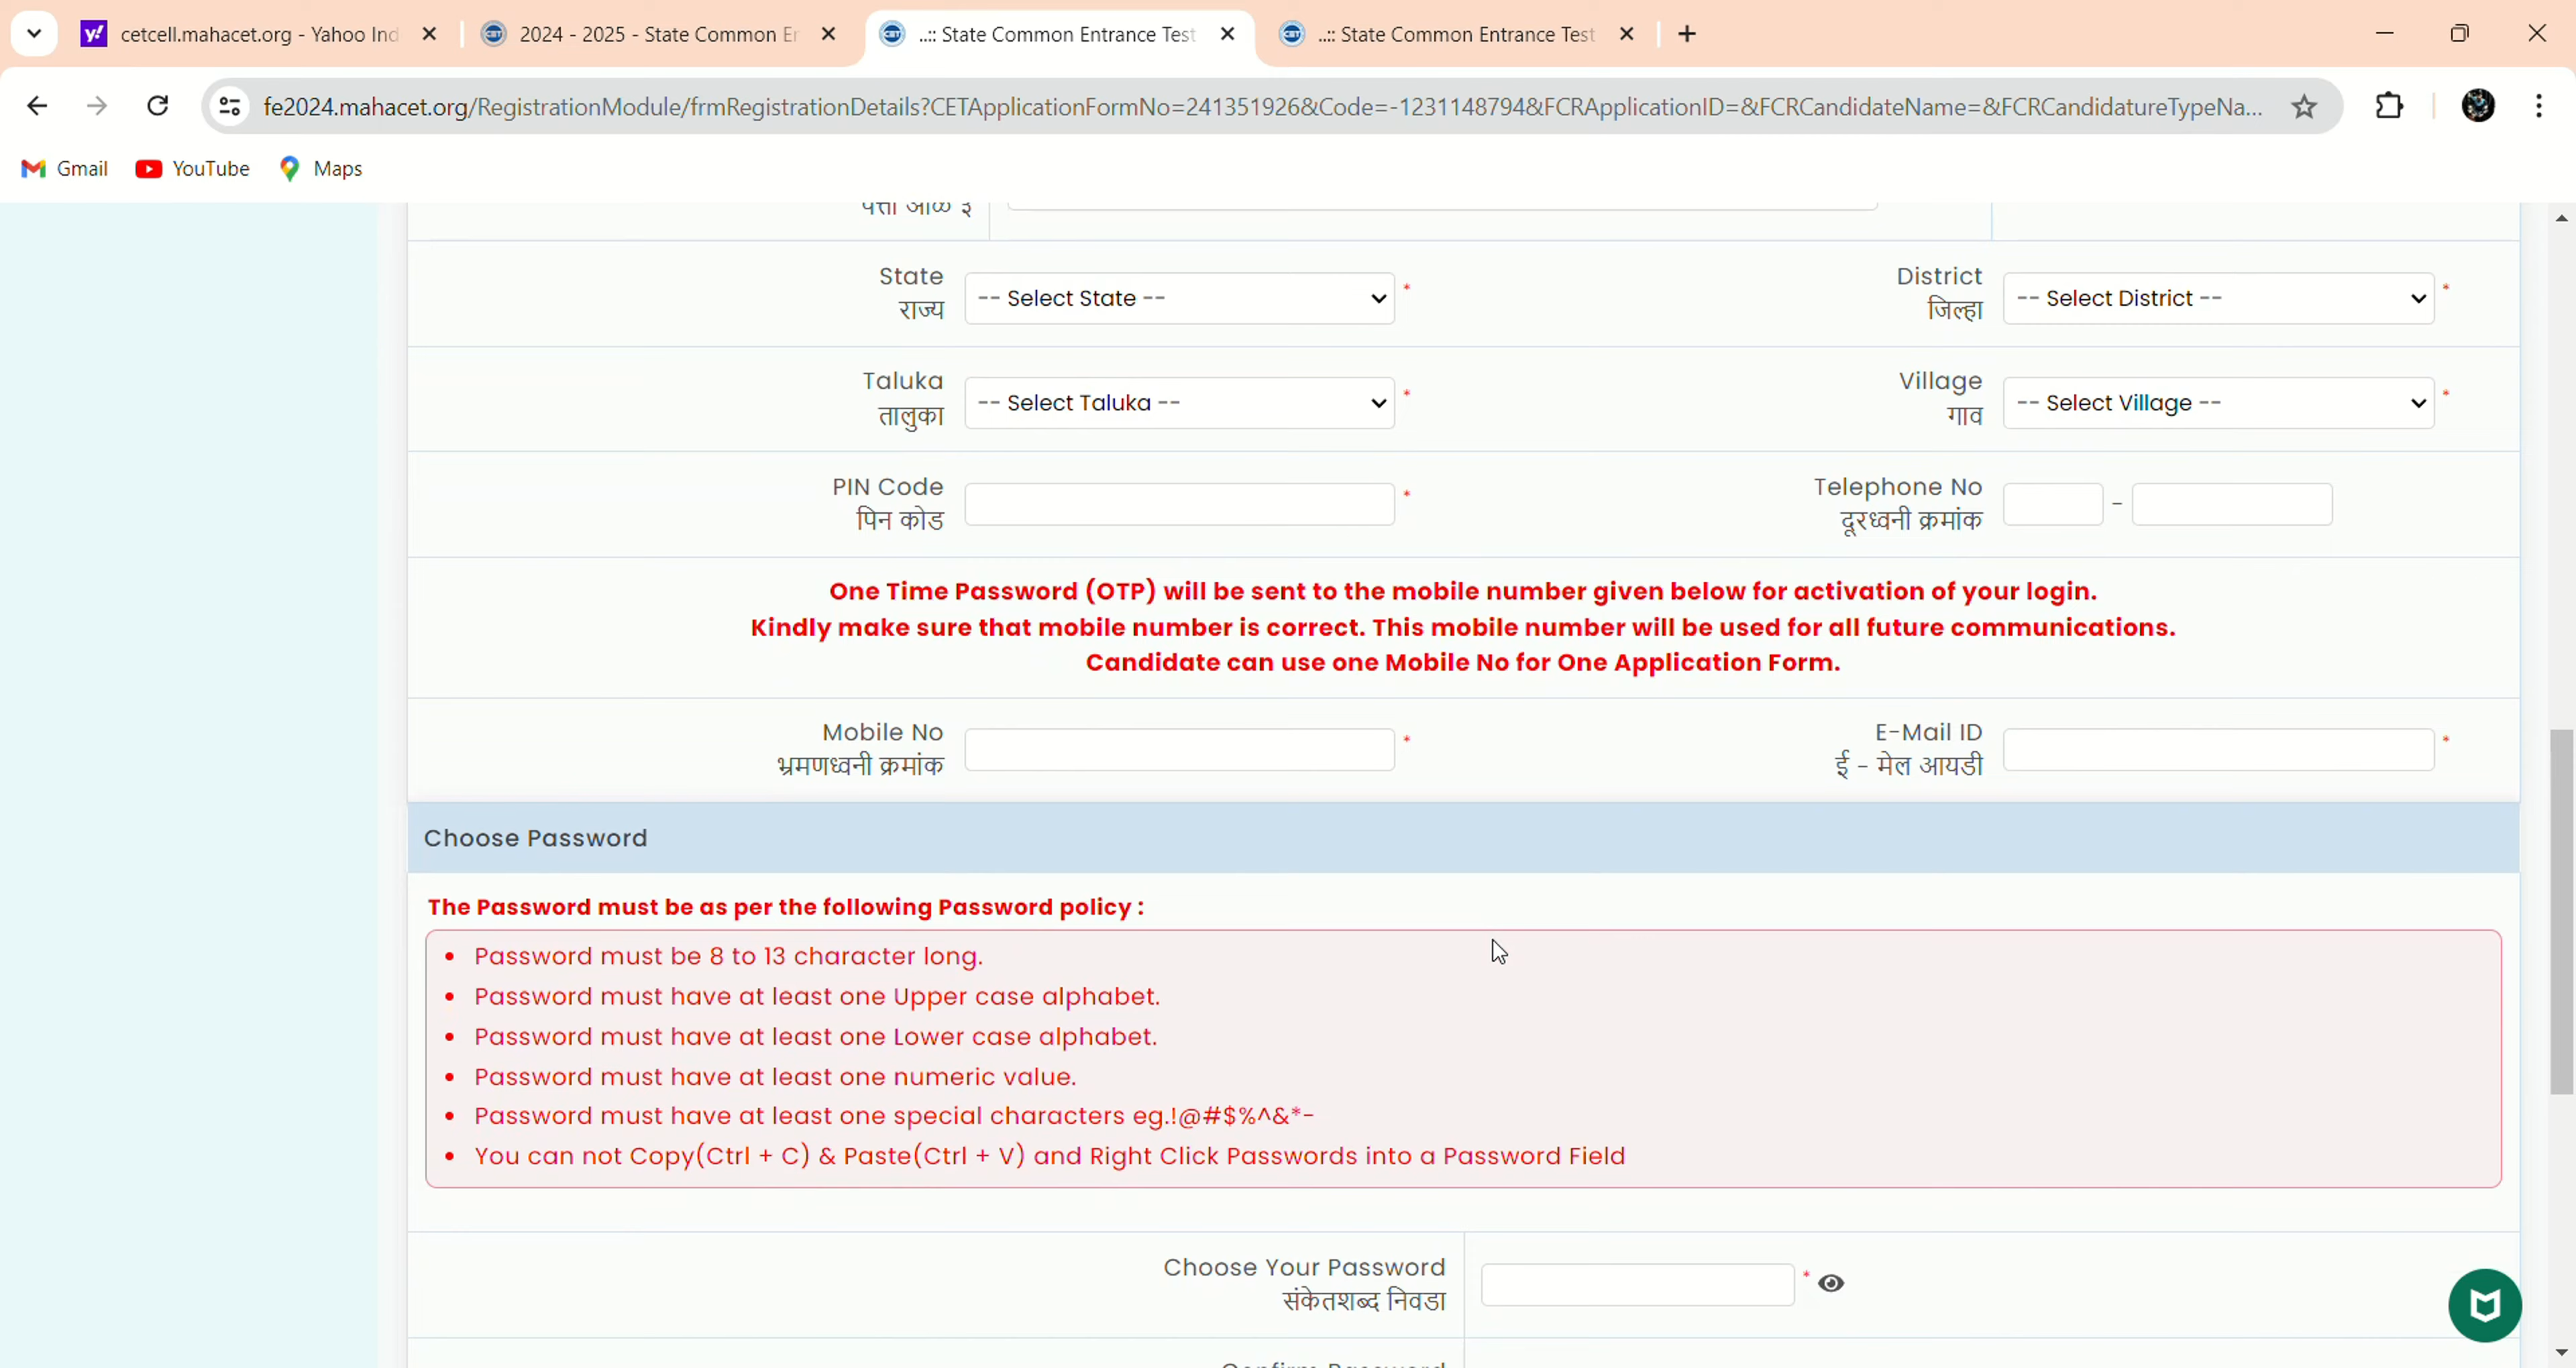 cetcell.mahacet.org - Yahoo Ind
2024 - 2025 - State Common Er
..:: State Common Entrance Test
..:: State Common Entrance Test
fe2024.mahacet.org/RegistrationModule/frmRegistrationDetails?CETApplicationFormNo=241351926&Code=-1231148794&FCRApplicationID=&FCRCandidateName=&FCRCandidatureTypeNa...
Gmail
YouTube
Maps
पत्ता ओळ ३
State
राज्य
-- Select State --
*
District
जिल्हा
-- Select District --
*
Taluka
तालुका
-- Select Taluka --
*
Village
गाव
-- Select Village --
*
PIN Code
पिन कोड
*
Telephone No
दूरध्वनी क्रमांक
-
One Time Password (OTP) will be sent to the mobile number given below for activation of your login.
Kindly make sure that mobile number is correct. This mobile number will be used for all future communications.
Candidate can use one Mobile No for One Application Form.
Mobile No
भ्रमणध्वनी क्रमांक
*
E-Mail ID
ई - मेल आयडी
*
Choose Password
The Password must be as per the following Password policy :
• Password must be 8 to 13 character long.
• Password must have at least one Upper case alphabet.
• Password must have at least one Lower case alphabet.
• Password must have at least one numeric value.
• Password must have at least one special characters eg.!@#$%^&*-
• You can not Copy(Ctrl + C) & Paste(Ctrl + V) and Right Click Passwords into a Password Field
Choose Your Password
संकेतशब्द निवडा
*
Confirm Password